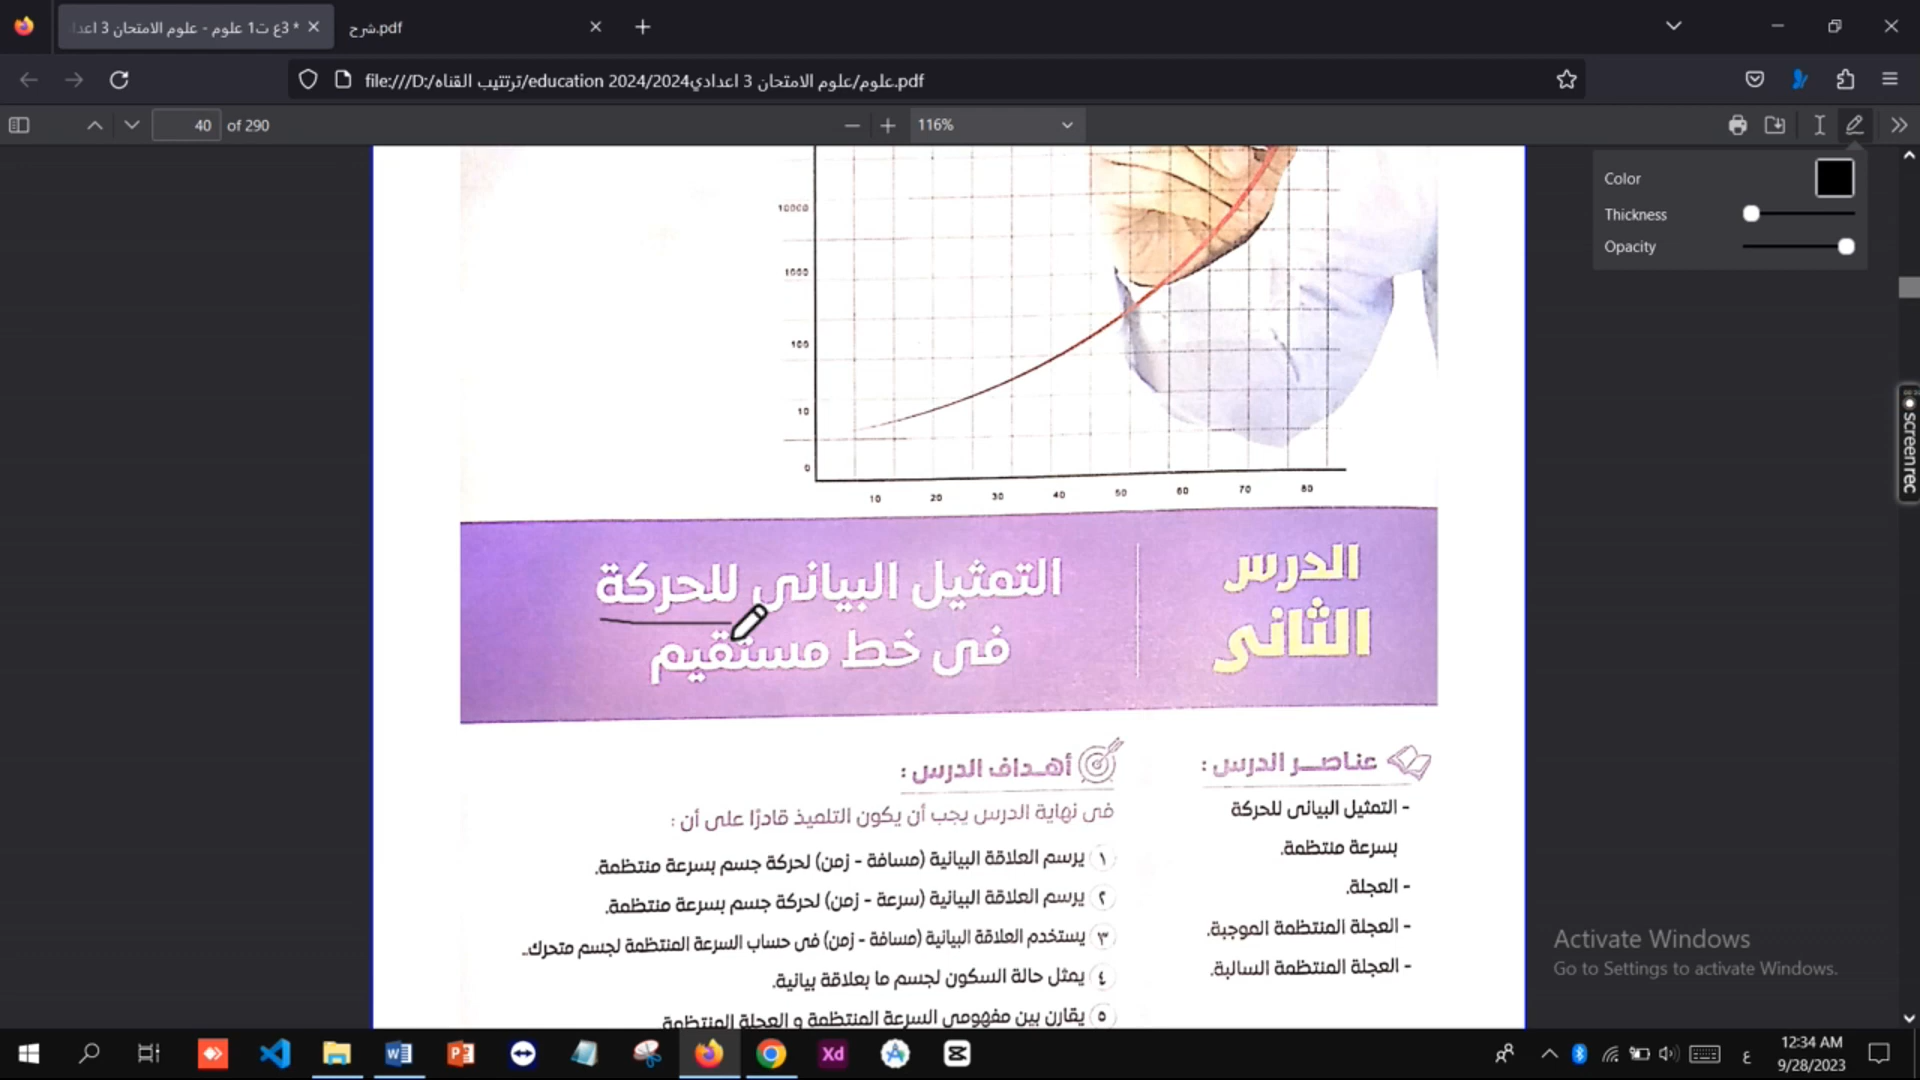 * 3ع ت1 علوم - علوم الامتحان 3 اعد
شرح.pdf
file:///D:/ترتتيب القناه/education 2024/2024علوم/علوم الامتحان 3 اعدادي.pdf
40 of 290
116%
Color
Thickness
Opacity
10000
1000
100
10
0
10 20 30 40 50 60 70 80
الدرس
الثانى
التمثيل البيانى للحركة
فى خط مستقيم
عناصر الدرس :
- التمثيل البيانى للحركة
بسرعة منتظمة.
- العجلة.
- العجلة المنتظمة الموجبة.
- العجلة المنتظمة السالبة.
أهداف الدرس :
فى نهاية الدرس يجب أن يكون التلميذ قادرًا على أن :
١ يرسم العلاقة البيانية (مسافة - زمن) لحركة جسم بسرعة منتظمة.
٢ يرسم العلاقة البيانية (سرعة - زمن) لحركة جسم بسرعة منتظمة.
٣ يستخدم العلاقة البيانية (مسافة - زمن) فى حساب السرعة المنتظمة لجسم متحرك.
٤ يمثل حالة السكون لجسم ما بعلاقة بيانية.
٥ يقارن بين مفهومى السرعة المنتظمة و العجلة المنتظمة
screenrec
Activate Windows
Go to Settings to activate Windows.
Xd
ع
12:34 AM
9/28/2023